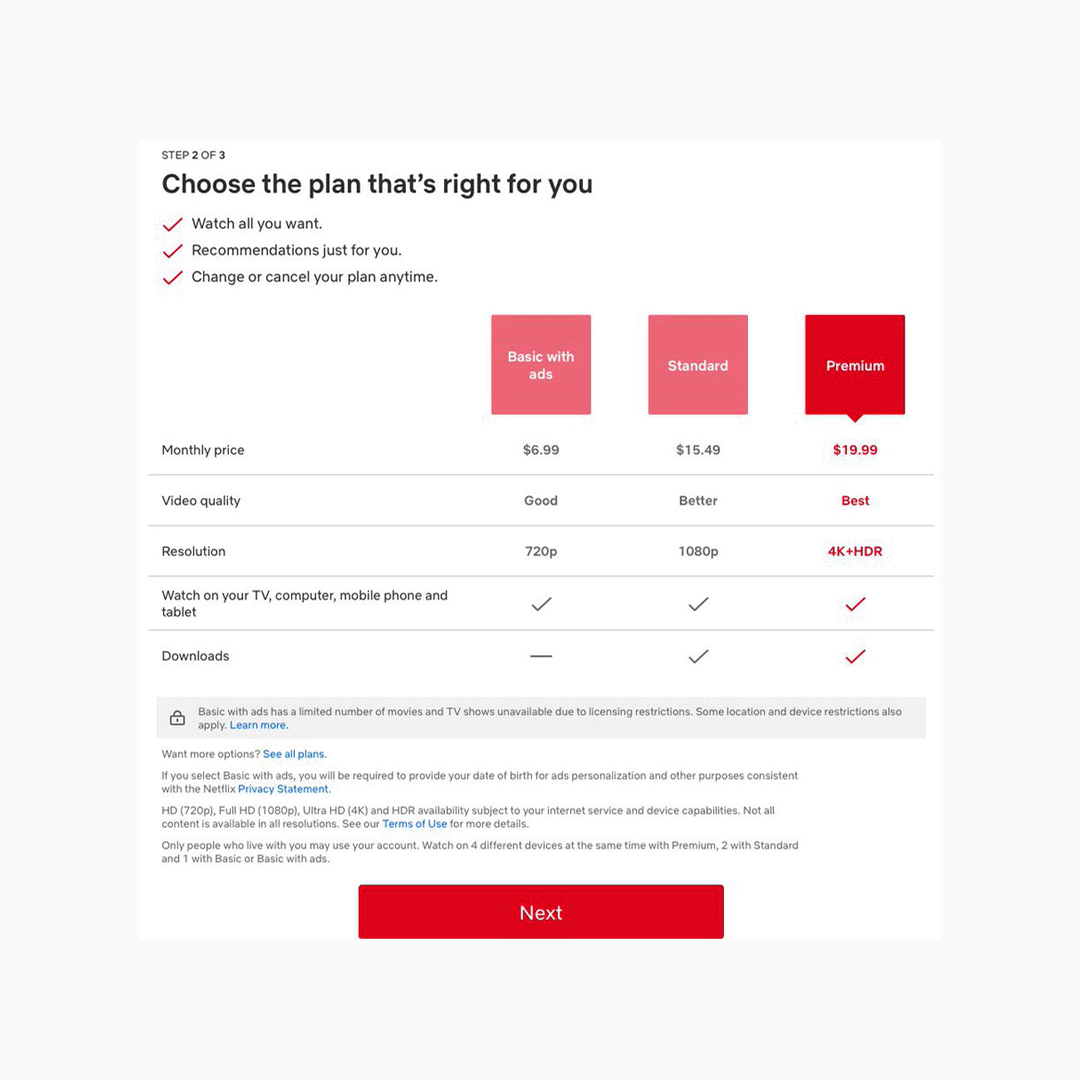 STEP 2 OF 3
Choose the plan that’s right for you
Watch all you want.
Recommendations just for you.
Change or cancel your plan anytime.
Basic with
ads
Standard
Premium
Monthly price $6.99 $15.49 $19.99
Video quality Good Better Best
Resolution 720p 1080p 4K+HDR
Watch on your TV, computer, mobile phone and
tablet
Downloads
Basic with ads has a limited number of movies and TV shows unavailable due to licensing restrictions. Some location and device restrictions also
apply. Learn more.
Want more options? See all plans.
If you select Basic with ads, you will be required to provide your date of birth for ads personalization and other purposes consistent
with the Netflix Privacy Statement.
HD (720p), Full HD (1080p), Ultra HD (4K) and HDR availability subject to your internet service and device capabilities. Not all
content is available in all resolutions. See our Terms of Use for more details.
Only people who live with you may use your account. Watch on 4 different devices at the same time with Premium, 2 with Standard
and 1 with Basic or Basic with ads.
Next